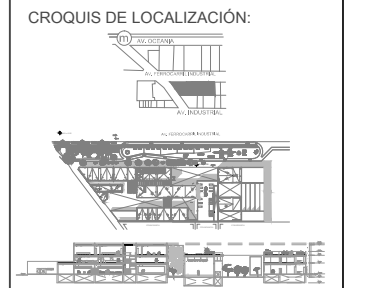 CROQUIS DE LOCALIZACIÓN:
m
AV. OCEANIA
AV. FERROCARRIL INDUSTRIAL
AV. INDUSTRIAL
AV. FERROCARRIL INDUSTRIAL